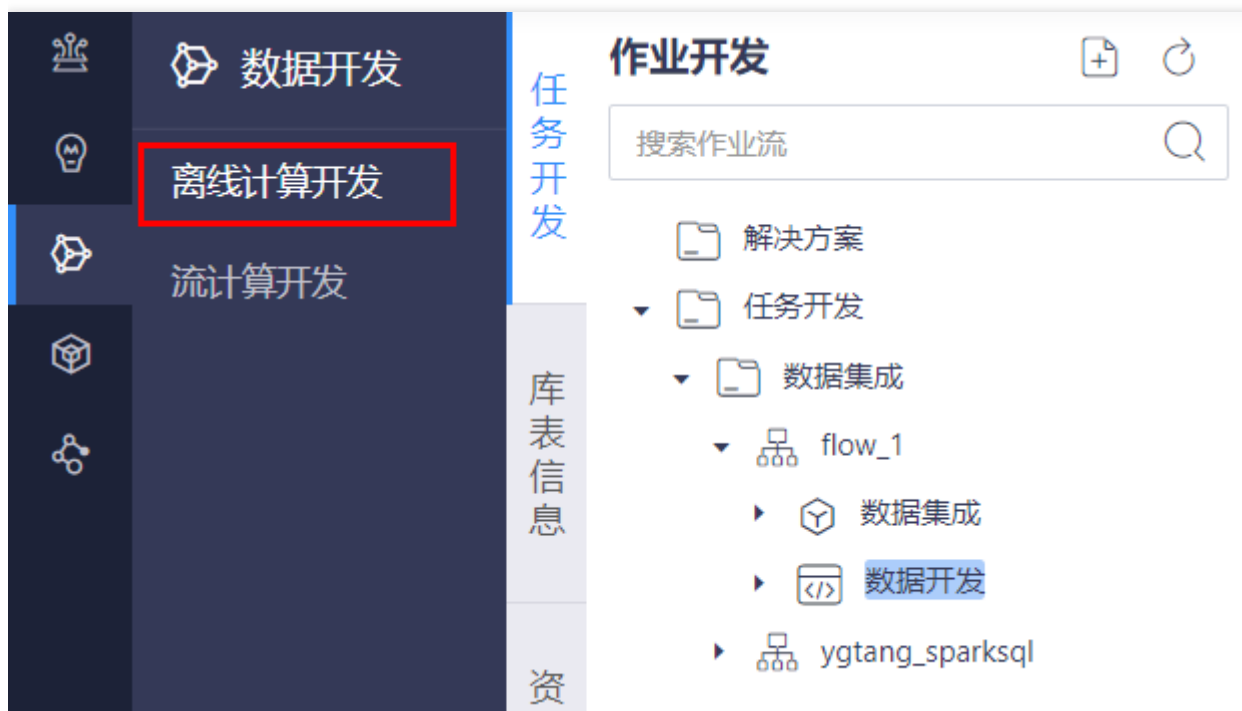 数据开发
离线计算开发
流计算开发
任务开发
库表信息
资
作业开发
搜索作业流
解决方案
任务开发
数据集成
flow_1
数据集成
数据开发
ygtang_sparksql